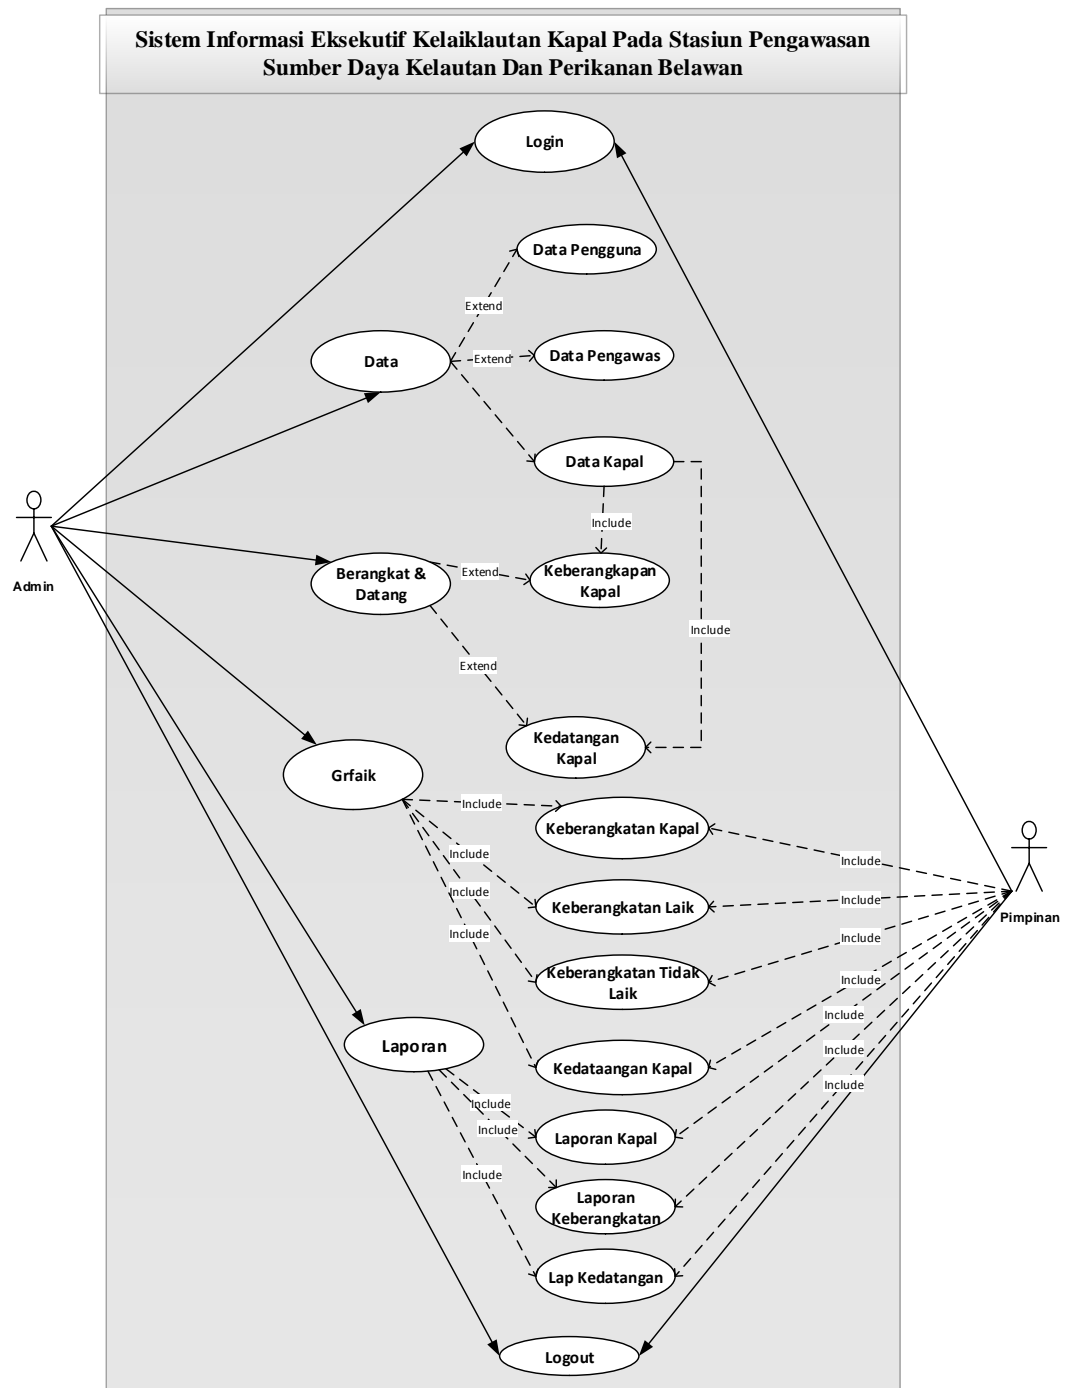 Sistem Informasi Eksekutif Kelaiklautan Kapal Pada Stasiun Pengawasan
Sumber Daya Kelautan Dan Perikanan Belawan
Login
Data Pengguna
Extend
Data
Extend
Data Pengawas
Data Kapal
Include
Admin
Berangkat &
Datang
Extend
Keberangkapan
Kapal
Include
Extend
Kedatangan
Kapal
Grfaik
Include
Keberangkatan Kapal
Include
Include
Include
Keberangkatan Laik
Include
Pimpinan
Include
Include
Keberangkatan Tidak
Laik
Include
Include
Include
Include
Laporan
Kedataangan Kapal
Include
Include
Include
Laporan Kapal
Include
Laporan
Keberangkatan
Lap Kedatangan
Logout